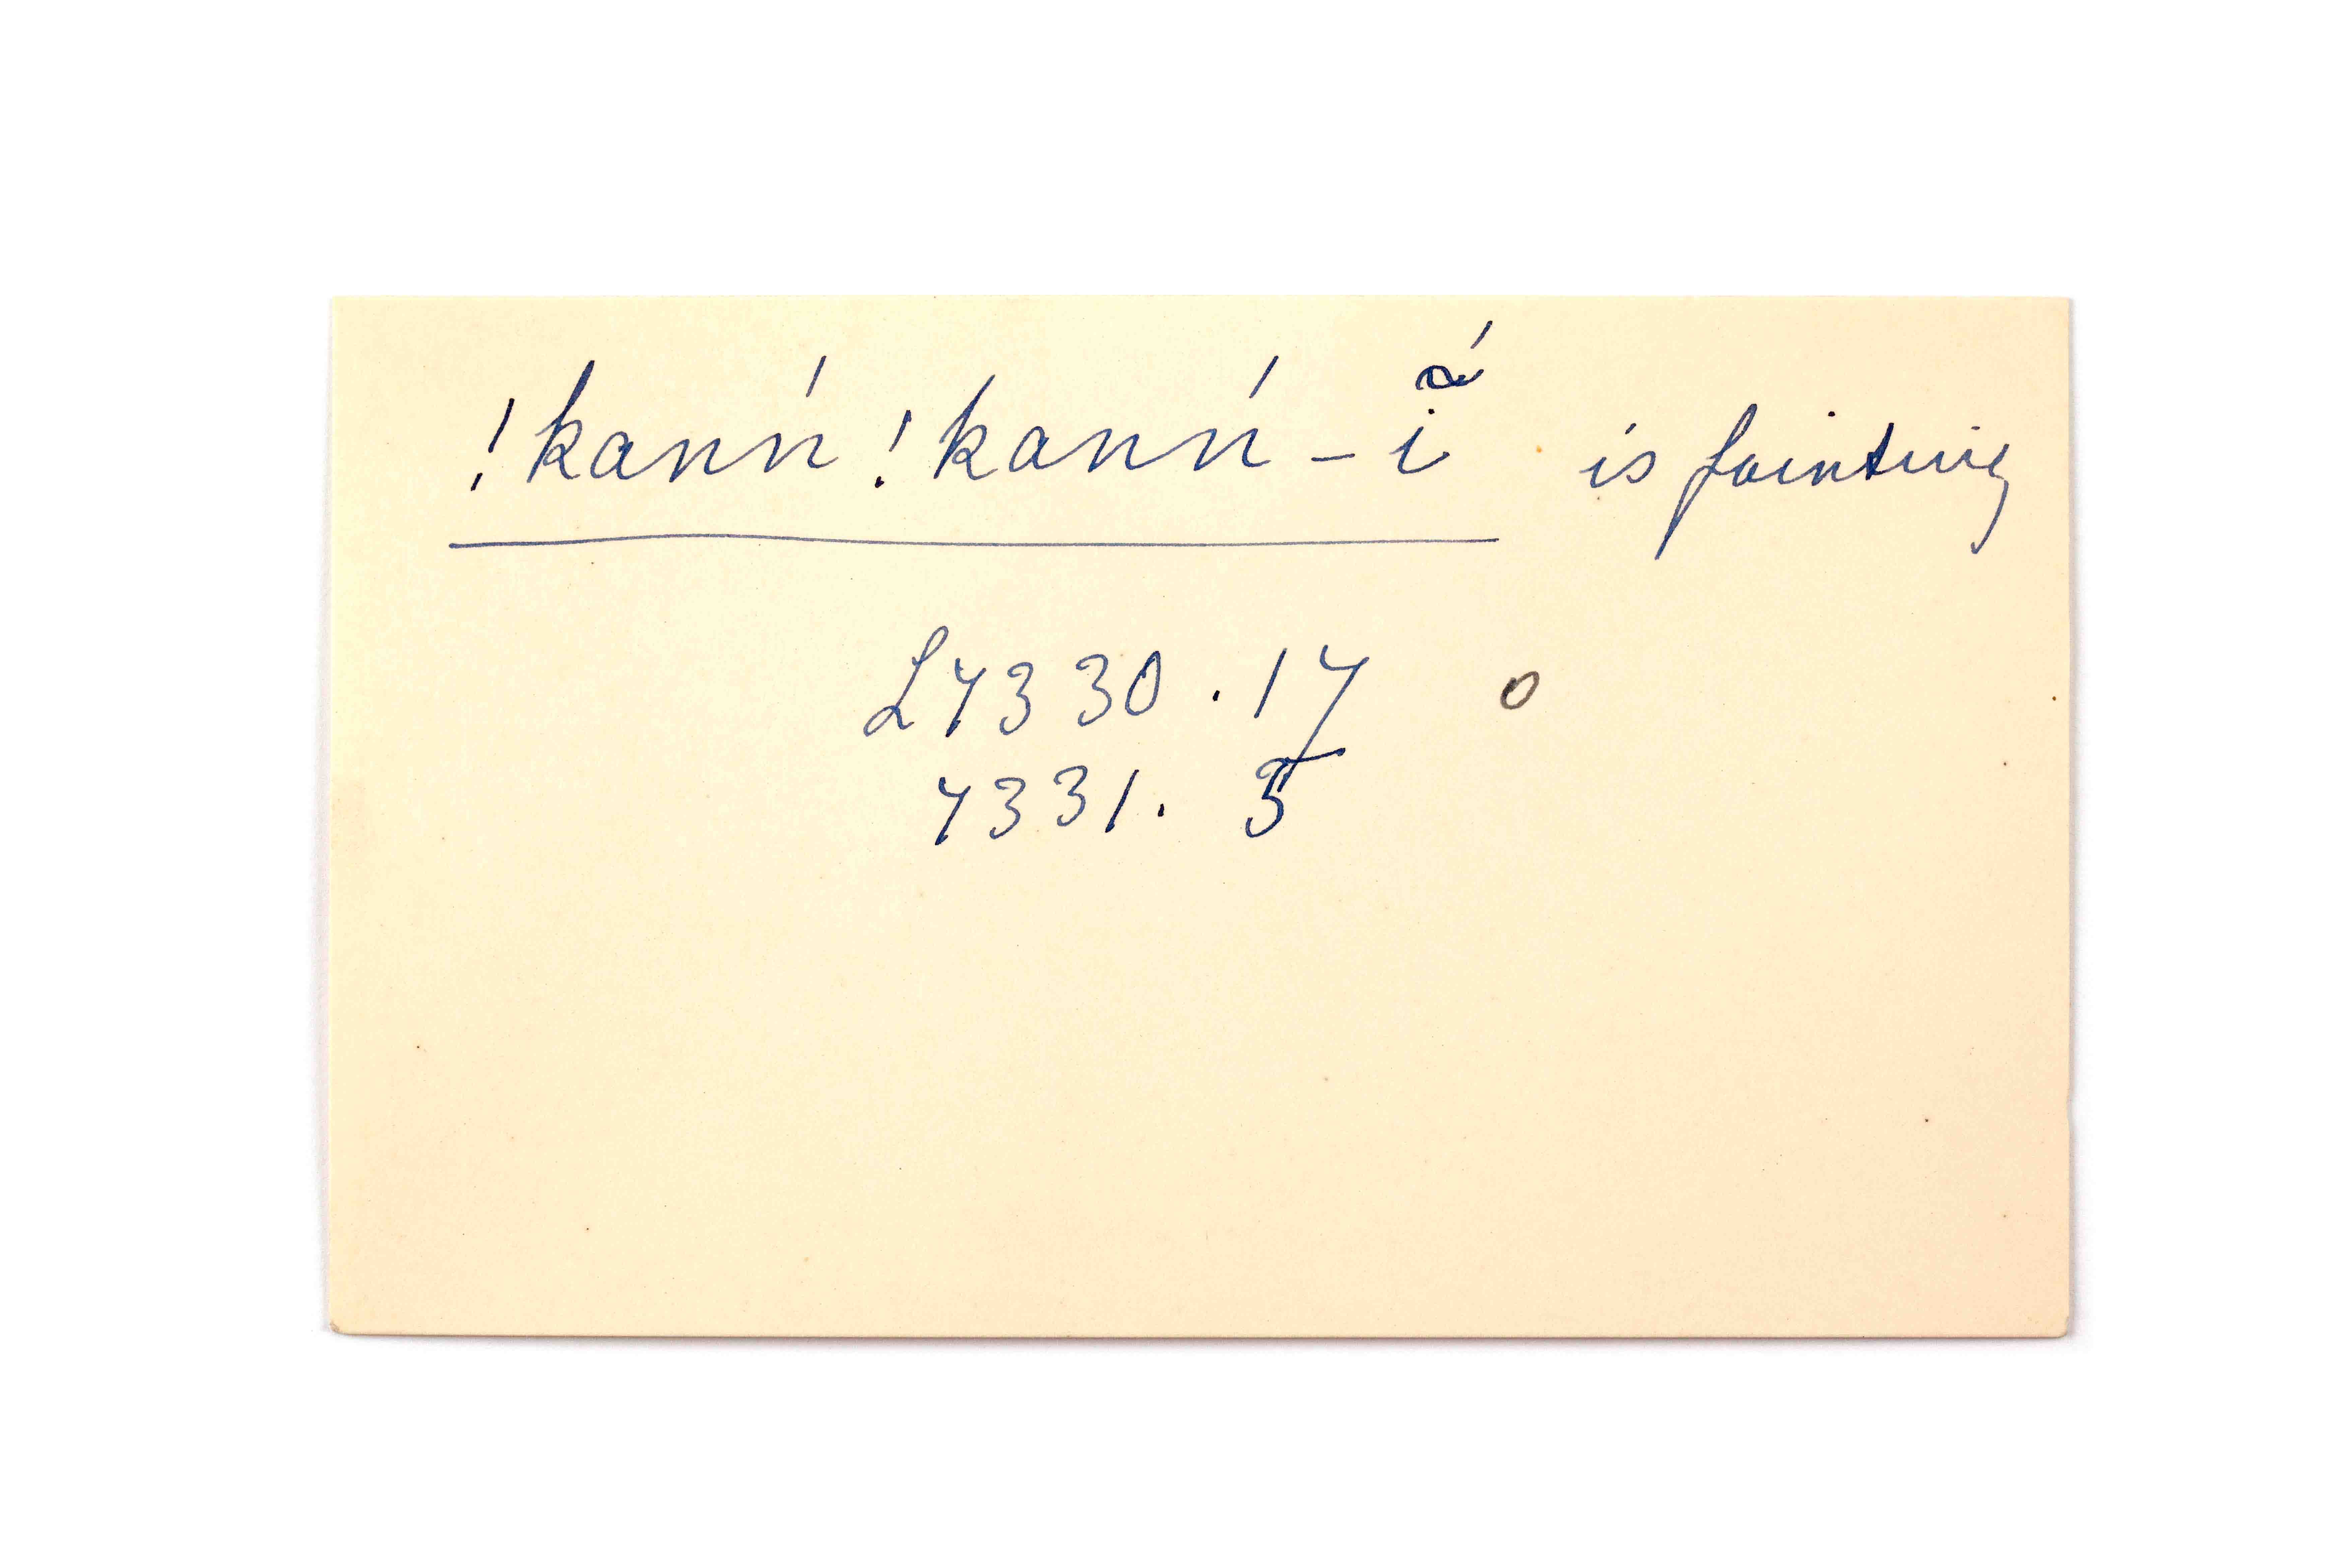 !kanń !kanń-i á is fainting
L7330.17 o
7331. 5